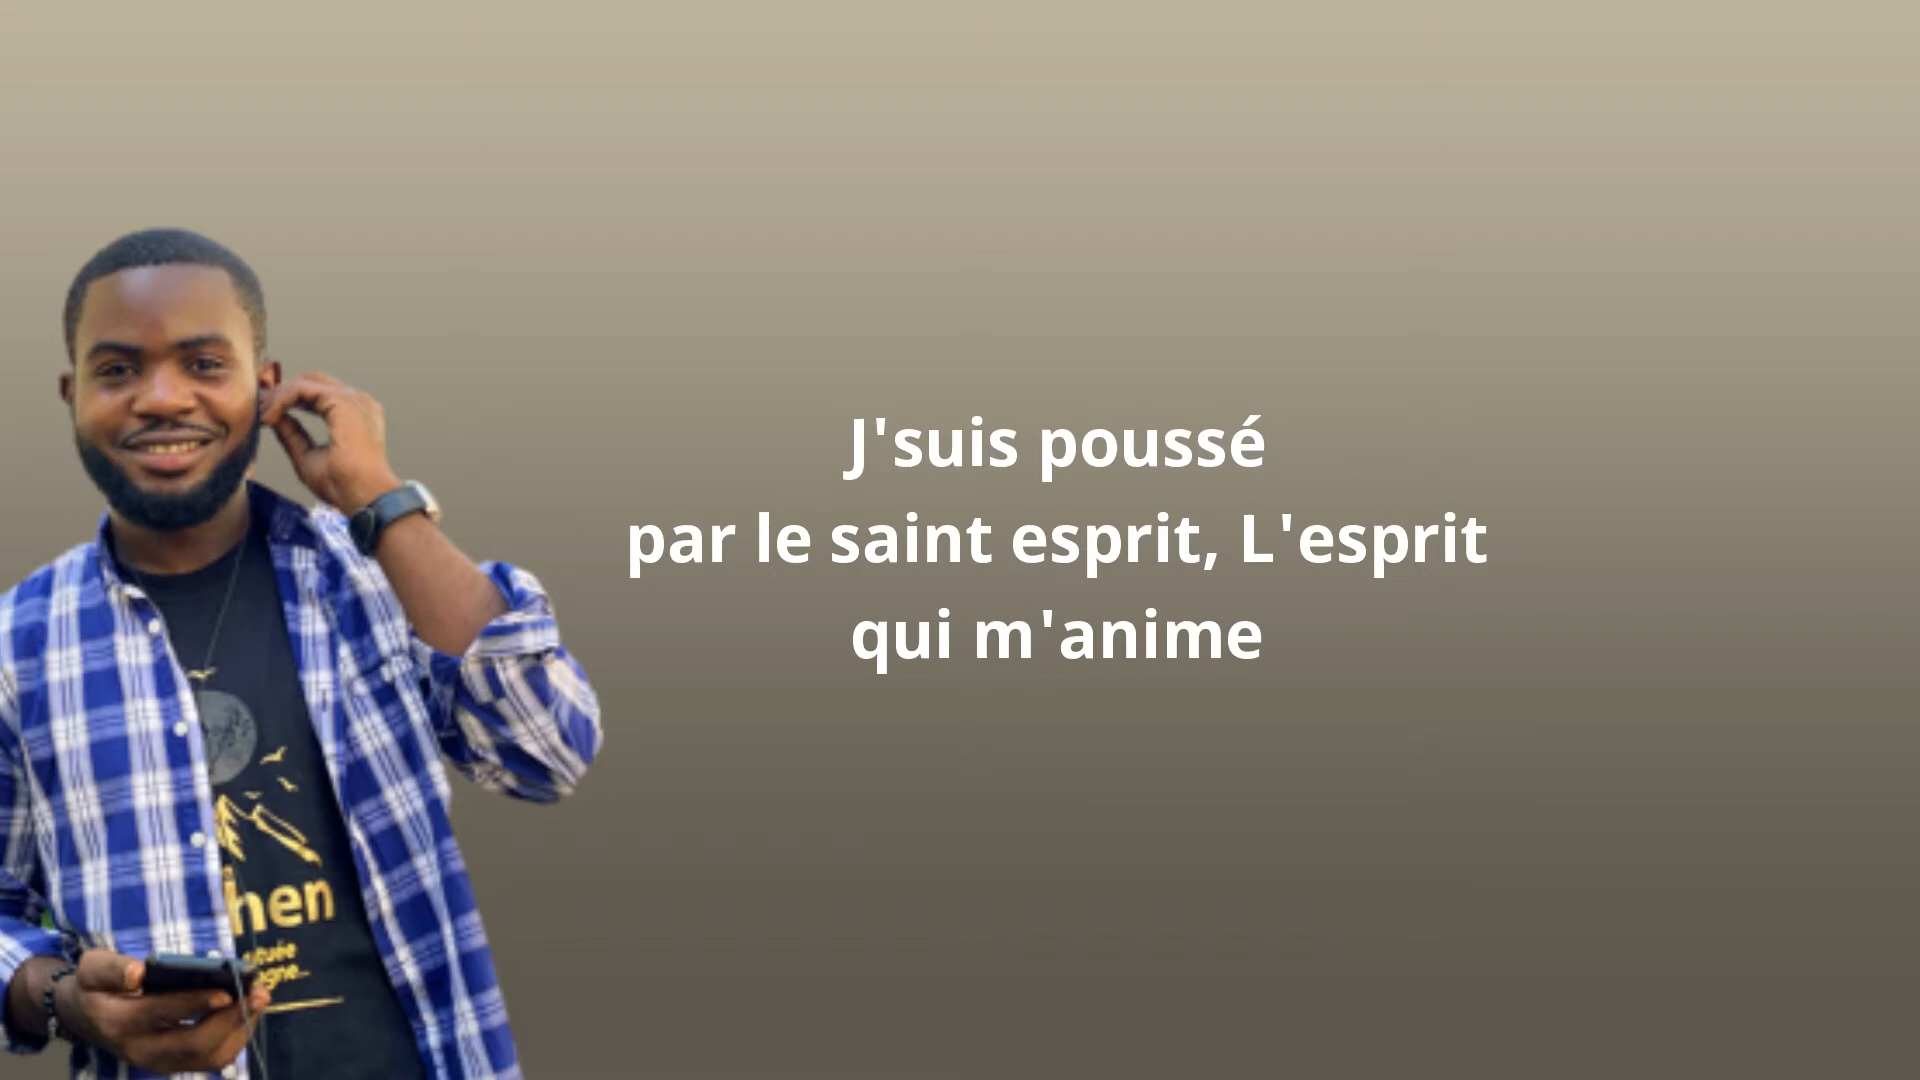 J'suis poussé
par le saint esprit, L'esprit
qui m'anime
hen